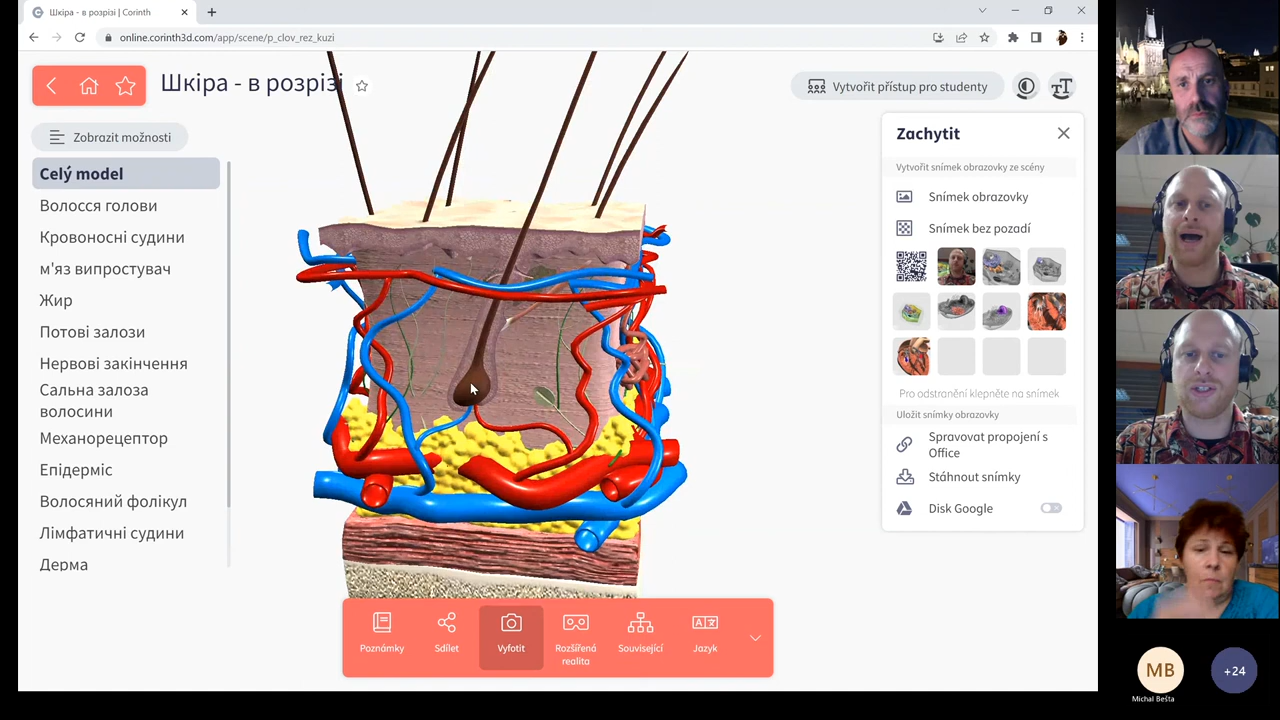 Шкіра - в розрізі | Corinth
online.corinth3d.com/app/scene/p_clov_rez_kuzi
Шкіра - в розрізі
Vytvořit přístup pro studenty
Zobrazit možnosti
Celý model
Волосся голови
Кровоносні судини
м'яз випростувач
Жир
Потові залози
Нервові закінчення
Сальна залоза
волосини
Механорецептор
Епідерміс
Волосяний фолікул
Лімфатичні судини
Дерма
Zachytit
Vytvořit snímek obrazovky ze scény
Snímek obrazovky
Snímek bez pozadí
Pro odstranění klepněte na snímek
Uložit snímky obrazovky
Spravovat propojení s
Office
Stáhnout snímky
Disk Google
Poznámky
Sdílet
Vyfotit
Rozšířená
realita
Související
Jazyk
MB
Michal Bešta
+24